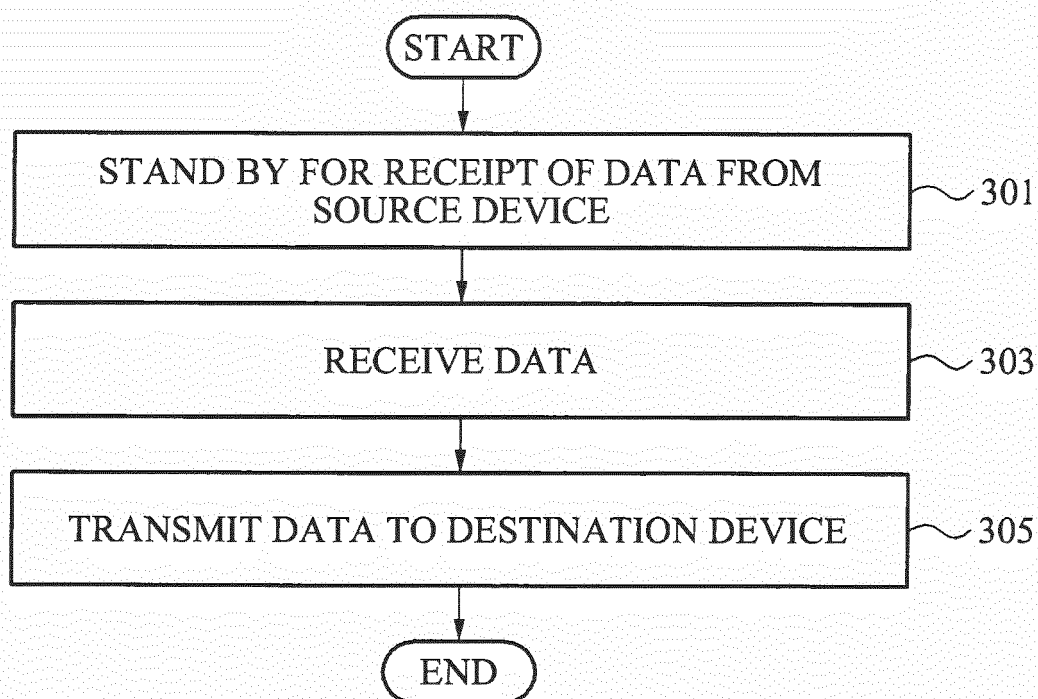 START
STAND BY FOR RECEIPT OF DATA FROM
SOURCE DEVICE
301
RECEIVE DATA
303
TRANSMIT DATA TO DESTINATION DEVICE
305
END